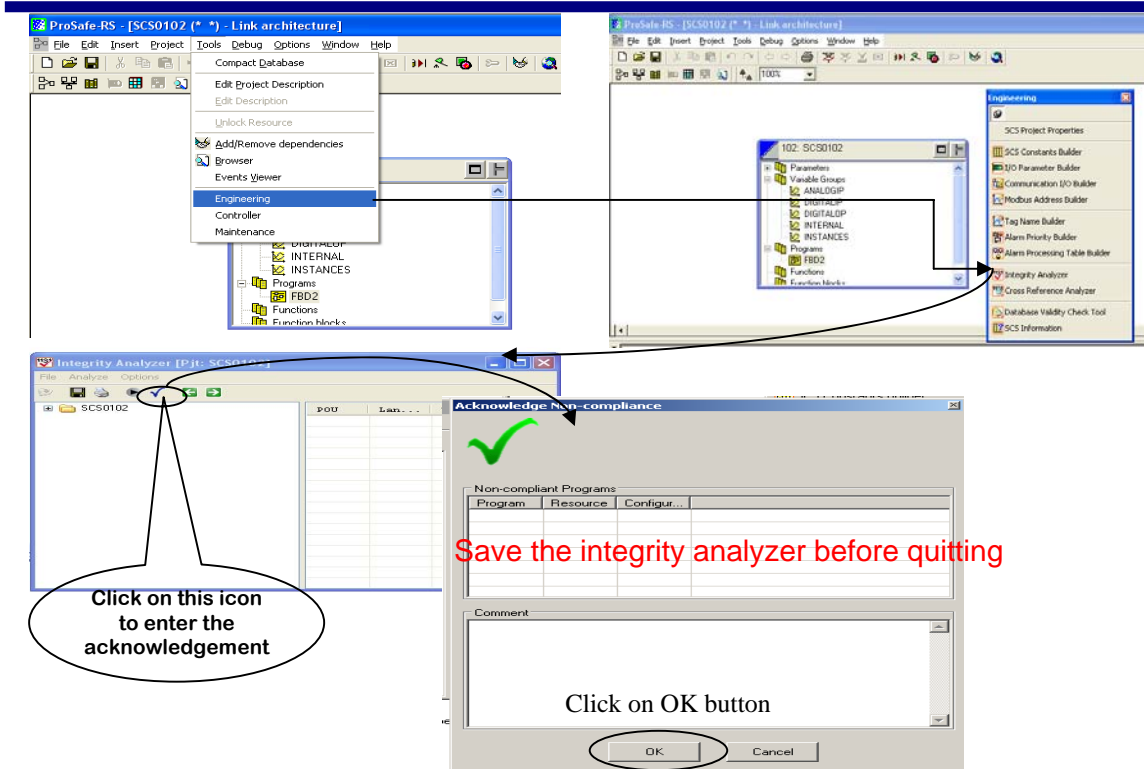 ProSafe-RS - [SCS0102 (* *) - Link architecture]
File Edit Insert Project Tools Debug Options Window Help
Compact Database
Edit Project Description
Edit Description
Unlock Resource
Add/Remove dependencies
Browser
Events Viewer
Engineering
Controller
Maintenance
DIGITALOP
INTERNAL
INSTANCES
Programs
FBD2
Functions
Function blocks
ProSafe-RS - [SCS0102 (* *) - Link architecture]
File Edit Insert Project Tools Debug Options Window Help
100%
102: SCS0102
Parameters
Variable Groups
ANALOGIP
DIGITALIP
DIGITALOP
INTERNAL
INSTANCES
Programs
FBD2
Functions
Function blocks
Engineering
SCS Project Properties
SCS Constants Builder
I/O Parameter Builder
Communication I/O Builder
Modbus Address Builder
Tag Name Builder
Alarm Priority Builder
Alarm Processing Table Builder
Integrity Analyzer
Cross Reference Analyzer
Database Validity Check Tool
SCS Information
Integrity Analyzer [Pjt: SCS0102]
File Analyze Options
SCS0102
POU Lan...
Click on this icon
to enter the
acknowledgement
Acknowledge Non-compliance
Non-compliant Programs
Program Resource Configur...
Save the integrity analyzer before quitting
Comment
Click on OK button
OK Cancel